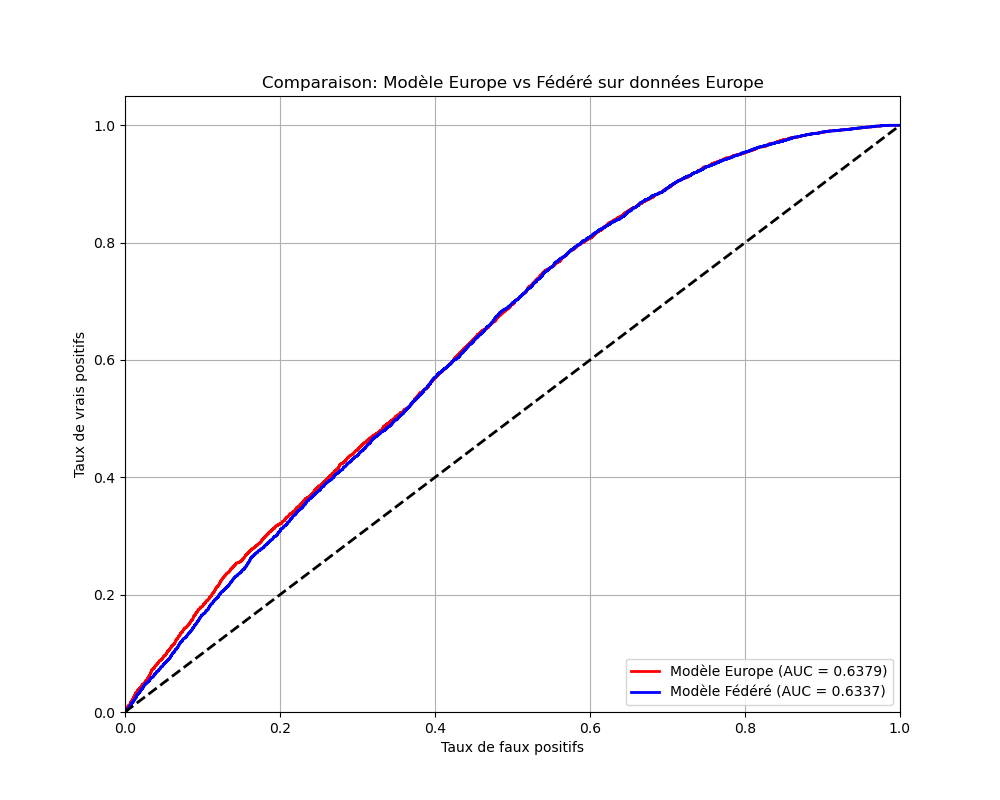 Comparaison: Modèle Europe vs Fédéré sur données Europe
1.0
0.8
0.6
0.4
0.2
0.0
Taux de vrais positifs
0.0 0.2 0.4 0.6 0.8 1.0
Taux de faux positifs
Modèle Europe (AUC = 0.6379)
Modèle Fédéré (AUC = 0.6337)